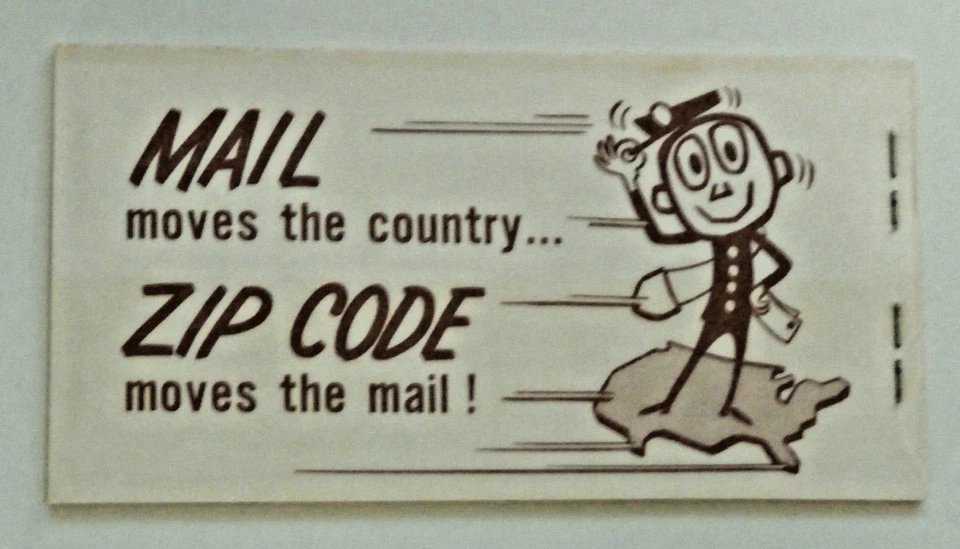 MAIL
moves the country...
ZIP CODE
moves the mail!